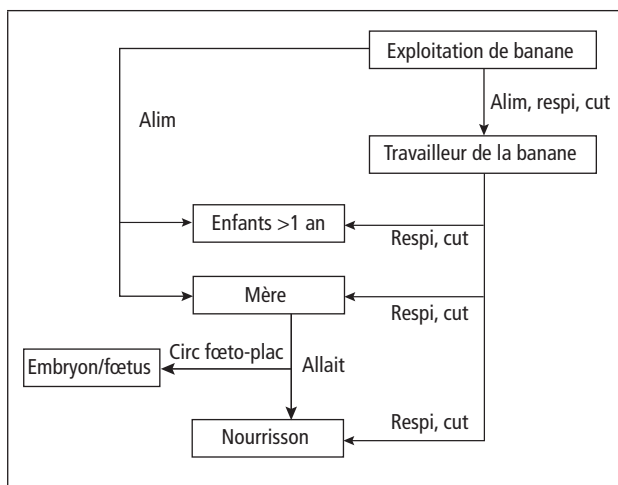 Exploitation de banane
Alim, respi, cut
Alim
Travailleur de la banane
Enfants >1 an
Respi, cut
Mère
Respi, cut
Circ fœto-plac
Embryon/fœtus
Allait
Respi, cut
Nourrisson